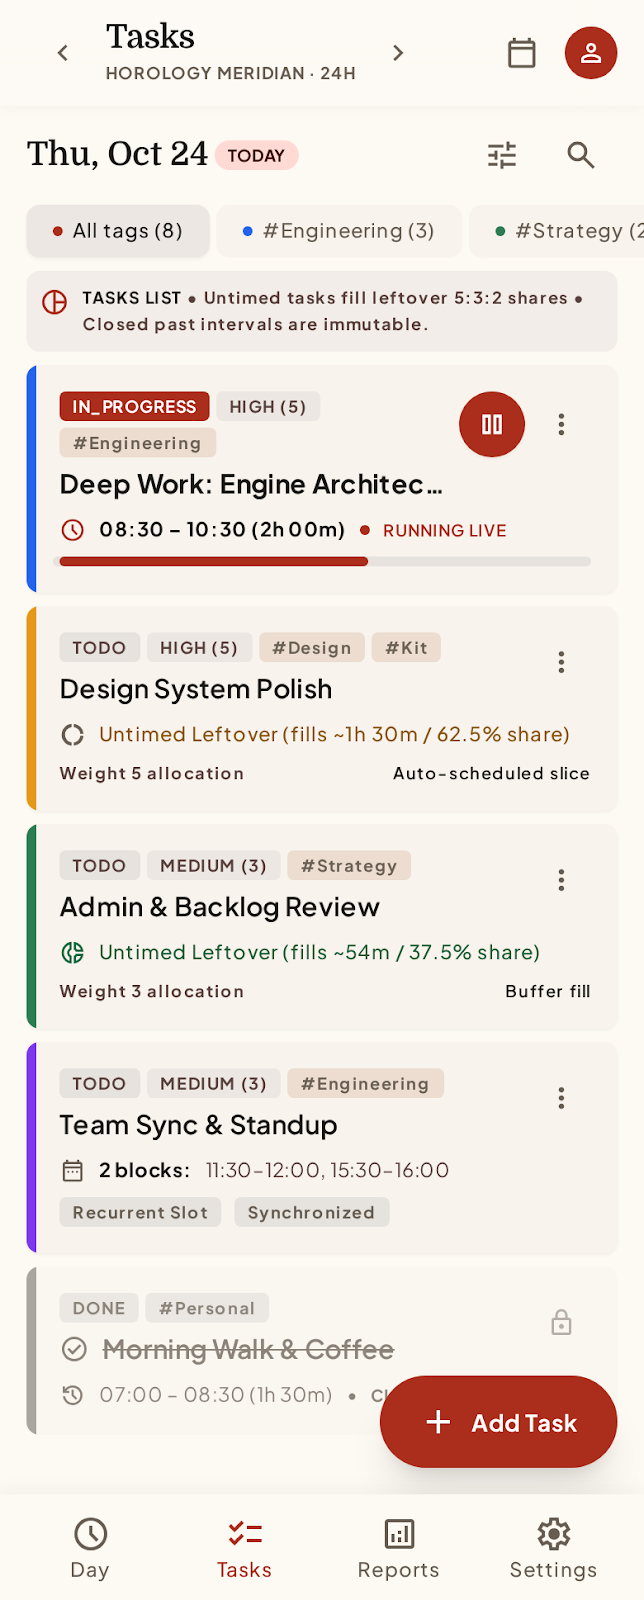 Tasks
HOROLOGY MERIDIAN · 24H
Thu, Oct 24 TODAY
All tags (8) #Engineering (3) #Strategy (2
TASKS LIST • Untimed tasks fill leftover 5:3:2 shares •
Closed past intervals are immutable.
IN_PROGRESS HIGH (5)
#Engineering
Deep Work: Engine Architec...
08:30 – 10:30 (2h 00m) • RUNNING LIVE
TODO HIGH (5) #Design #Kit
Design System Polish
Untimed Leftover (fills ~1h 30m / 62.5% share)
Weight 5 allocation Auto-scheduled slice
TODO MEDIUM (3) #Strategy
Admin & Backlog Review
Untimed Leftover (fills ~54m / 37.5% share)
Weight 3 allocation Buffer fill
TODO MEDIUM (3) #Engineering
Team Sync & Standup
2 blocks: 11:30–12:00, 15:30–16:00
Recurrent Slot Synchronized
DONE #Personal
Morning Walk & Coffee
07:00 – 08:30 (1h 30m) •
Add Task
Day Tasks Reports Settings